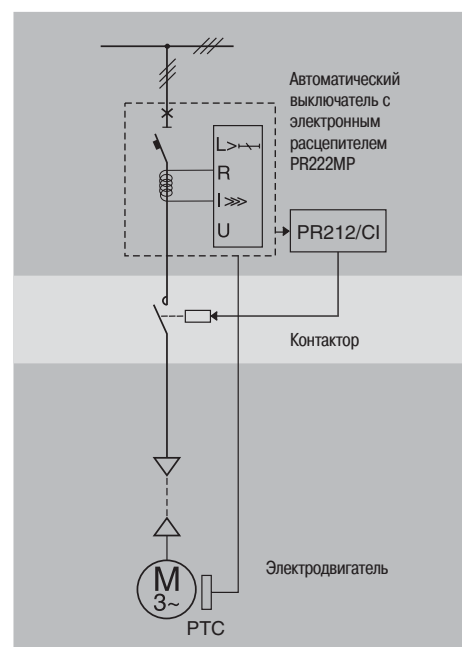 Автоматический
выключатель с
электронным
расцепителем
PR222MP
L>
R
I >>>
U
PR212/CI
Контактор
Электродвигатель
M
3~
PTC